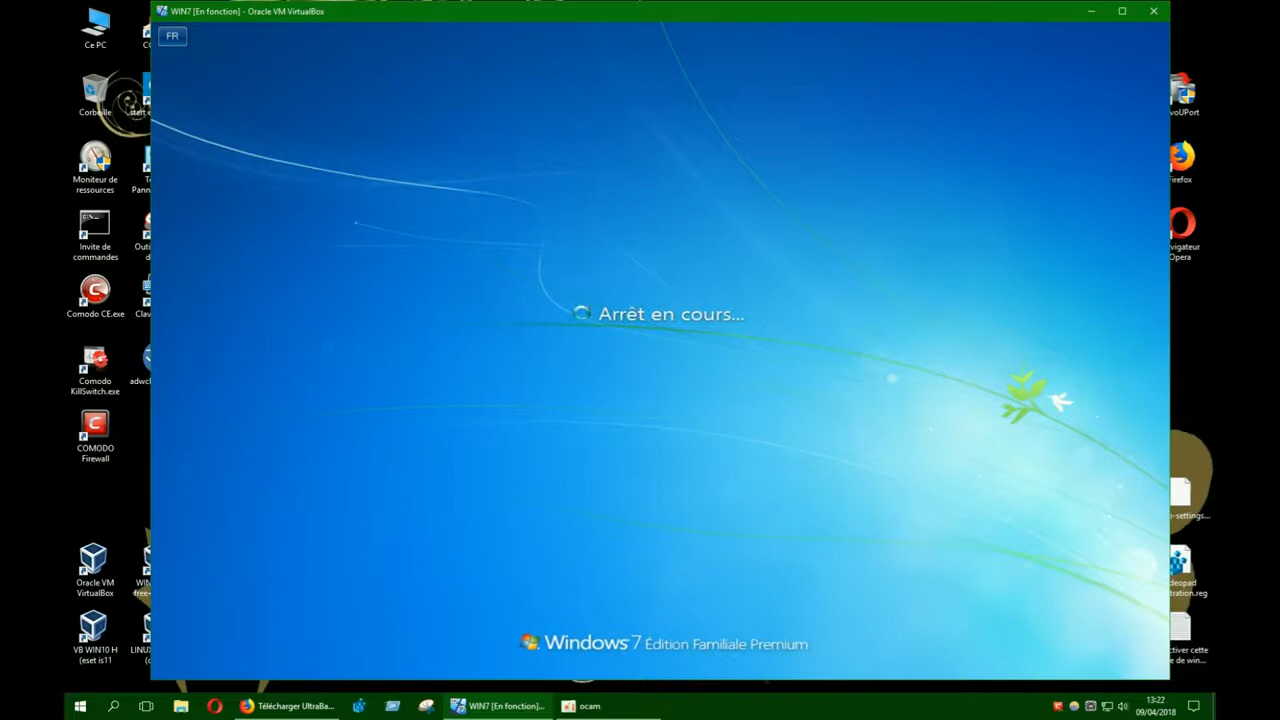 WIN7 [En fonction] - Oracle VM VirtualBox
FR
Ce PC
Corbeille
Moniteur de
ressources
Invite de
commandes
Comodo CE.exe
Comodo
KillSwitch.exe
COMODO
Firewall
Oracle VM
VirtualBox
VB WIN10 H
(eset is11
Firefox
Opera
Arrêt en cours...
Windows 7 Édition Familiale Premium
Télécharger UltraBa...
WIN7 [En fonction]...
ocam
13:22
09/04/2018